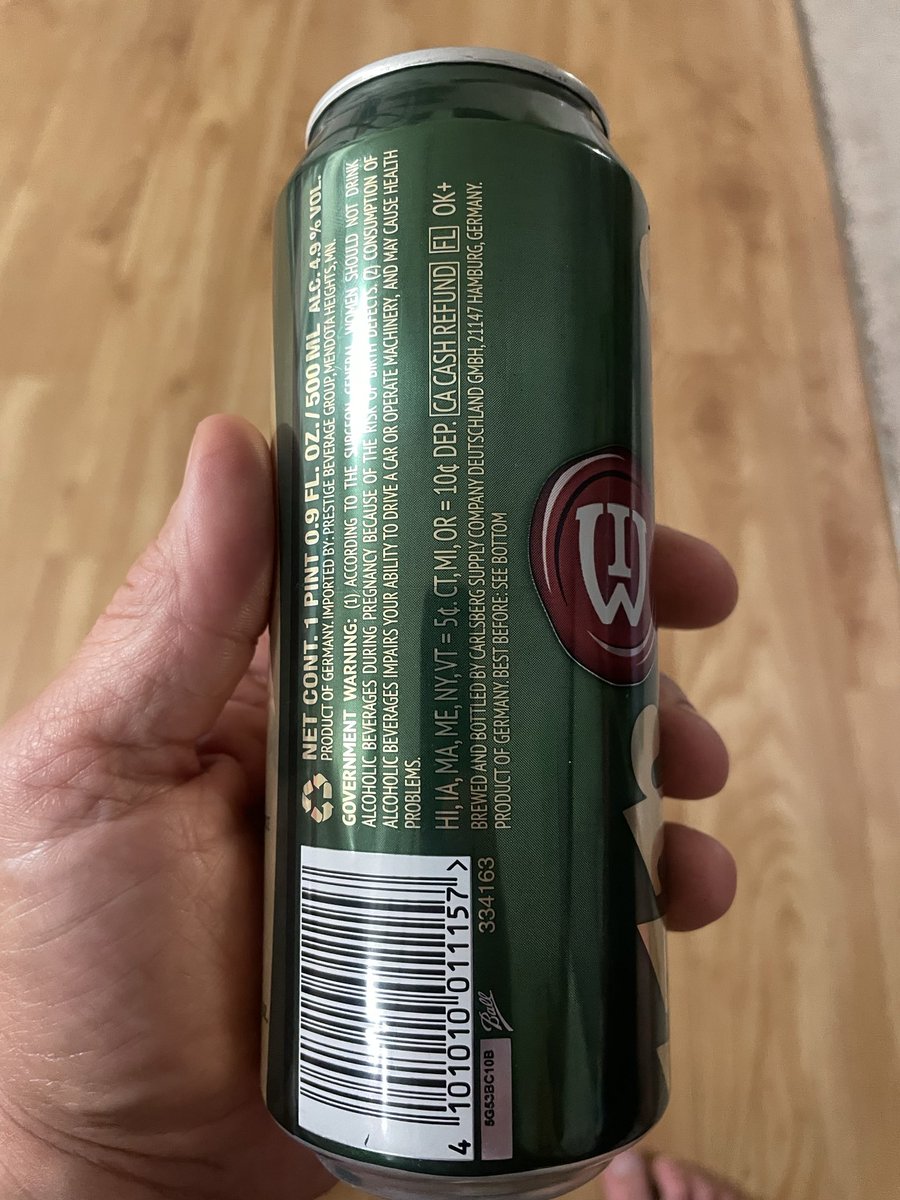 NET CONT. 1 PINT 0.9 FL. OZ. / 500 ML ALC. 4.9 % VOL.
PRODUCT OF GERMANY. IMPORTED BY: PRESTIGE BEVERAGE GROUP, MENDOTA HEIGHTS, MN.
GOVERNMENT WARNING: (1) ACCORDING TO THE SURGEON GENERAL, WOMEN SHOULD NOT DRINK
ALCOHOLIC BEVERAGES DURING PREGNANCY BECAUSE OF THE RISK OF BIRTH DEFECTS. (2) CONSUMPTION OF
ALCOHOLIC BEVERAGES IMPAIRS YOUR ABILITY TO DRIVE A CAR OR OPERATE MACHINERY, AND MAY CAUSE HEALTH
PROBLEMS.
HI, IA, MA, ME, NY, VT = 5¢. CT, MI, OR = 10¢ DEP. CA CASH REFUND FL OK+
BREWED AND BOTTLED BY CARLSBERG SUPPLY COMPANY DEUTSCHLAND GMBH, 21147 HAMBURG, GERMANY.
PRODUCT OF GERMANY. BEST BEFORE: SEE BOTTOM
4 101010 011157 >
334163
Ball
5G53BC10B